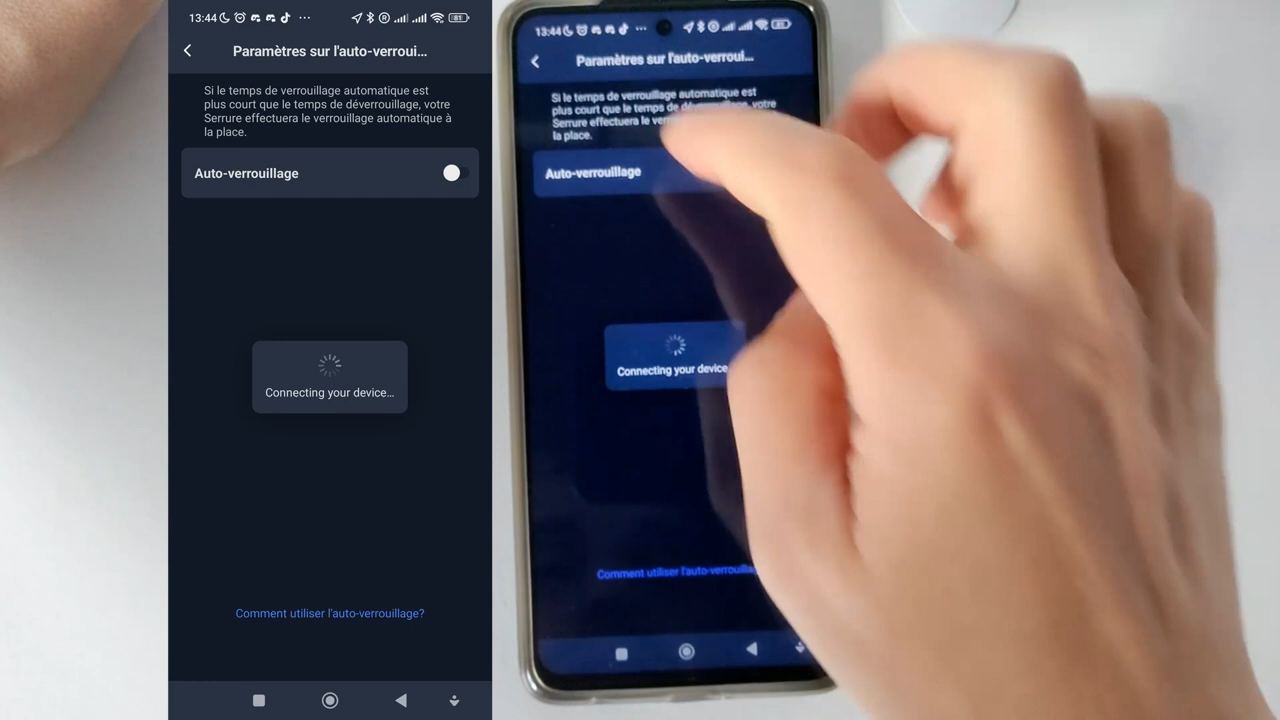 13:44
Paramètres sur l'auto-verroui...
Si le temps de verrouillage automatique est
plus court que le temps de déverrouillage, votre
Serrure effectuera le verrouillage automatique à
la place.
Auto-verrouillage
Connecting your device...
Comment utiliser l'auto-verrouillage?
13:44
Paramètres sur l'auto-verroui...
Si le temps de verrouillage automatique est
plus court que le temps de déverrouillage, votre
Serrure effectuera le
la place.
Auto-verrouillage
Connecting your device
Comment utiliser